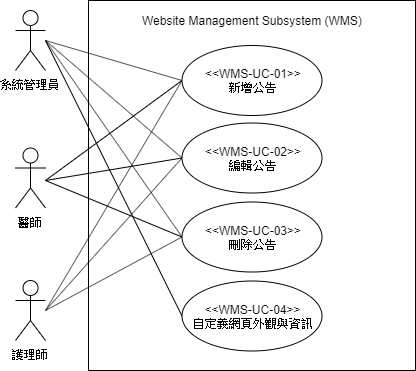 Website Management Subsystem (WMS)
<<WMS-UC-01>>
新增公告
系統管理員
<<WMS-UC-02>>
編輯公告
醫師
<<WMS-UC-03>>
刪除公告
<<WMS-UC-04>>
自定義網頁外觀與資訊
護理師